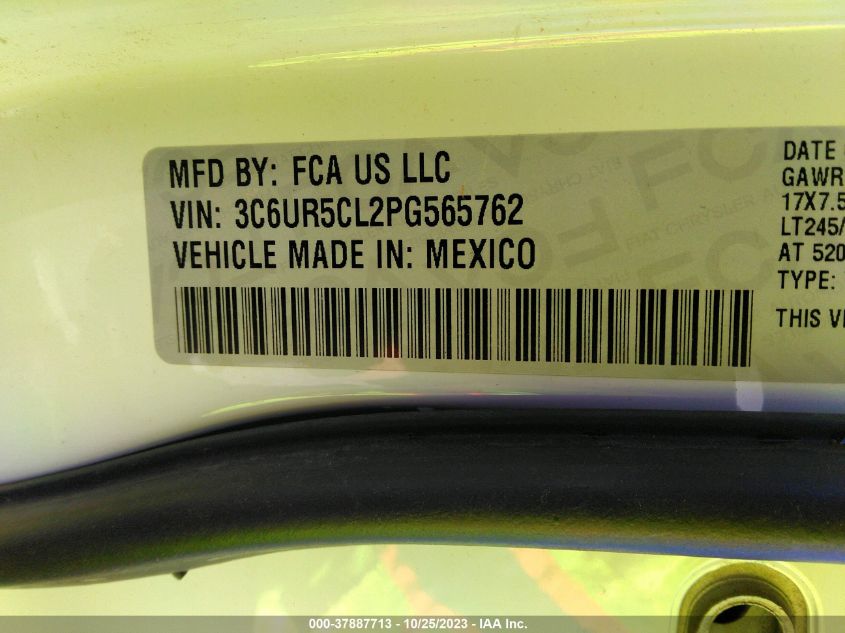 MFD BY: FCA US LLC
VIN: 3C6UR5CL2PG565762
VEHICLE MADE IN: MEXICO
DATE
GAWR
17X7.5
LT245/
AT 520
TYPE:
THIS
000-37887713 - 10/25/2023 - IAA Inc.